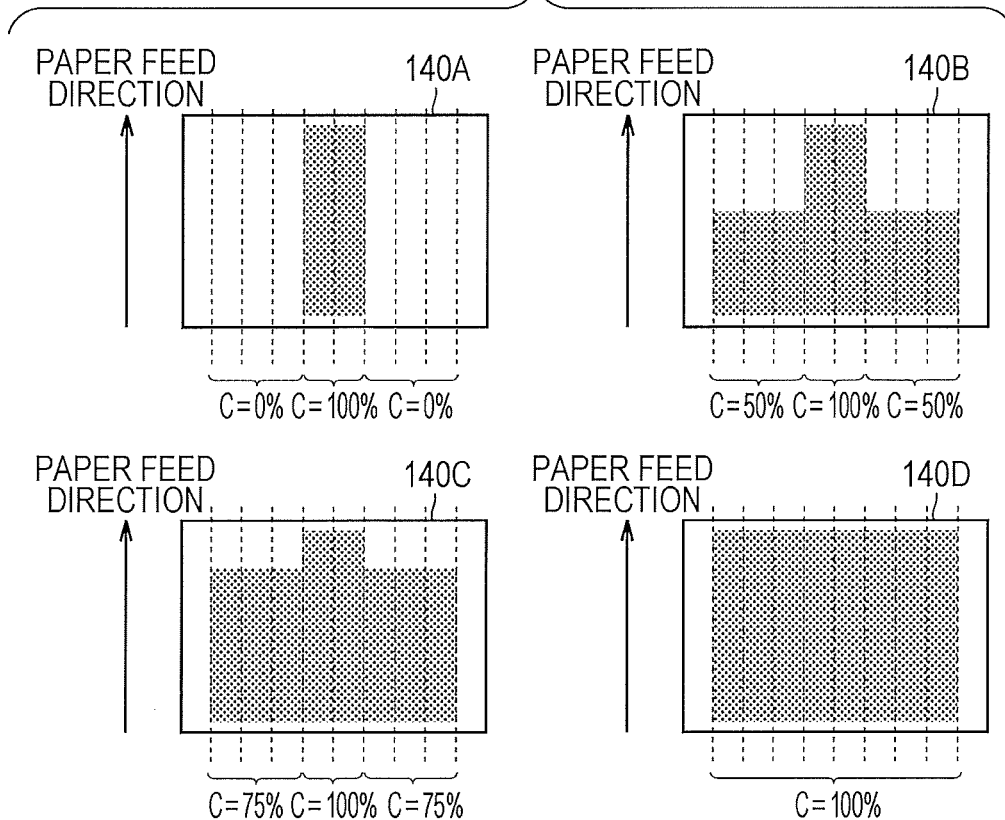 PAPER FEED
DIRECTION
140A
C=0% C=100% C=0%
PAPER FEED
DIRECTION
140B
C=50% C=100% C=50%
PAPER FEED
DIRECTION
140C
C=75% C=100% C=75%
PAPER FEED
DIRECTION
140D
C=100%